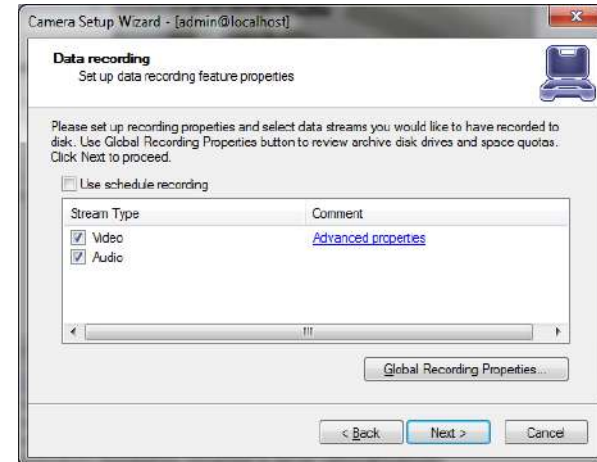 Camera Setup Wizard - [admin@localhost]
Data recording
Set up data recording feature properties
Please set up recording properties and select data streams you would like to have recorded to
disk. Use Global Recording Properties button to review archive disk drives and space quotas.
Click Next to proceed.
Use schedule recording
Stream Type Comment
Video Advanced properties
Audio
Global Recording Properties...
< Back Next > Cancel